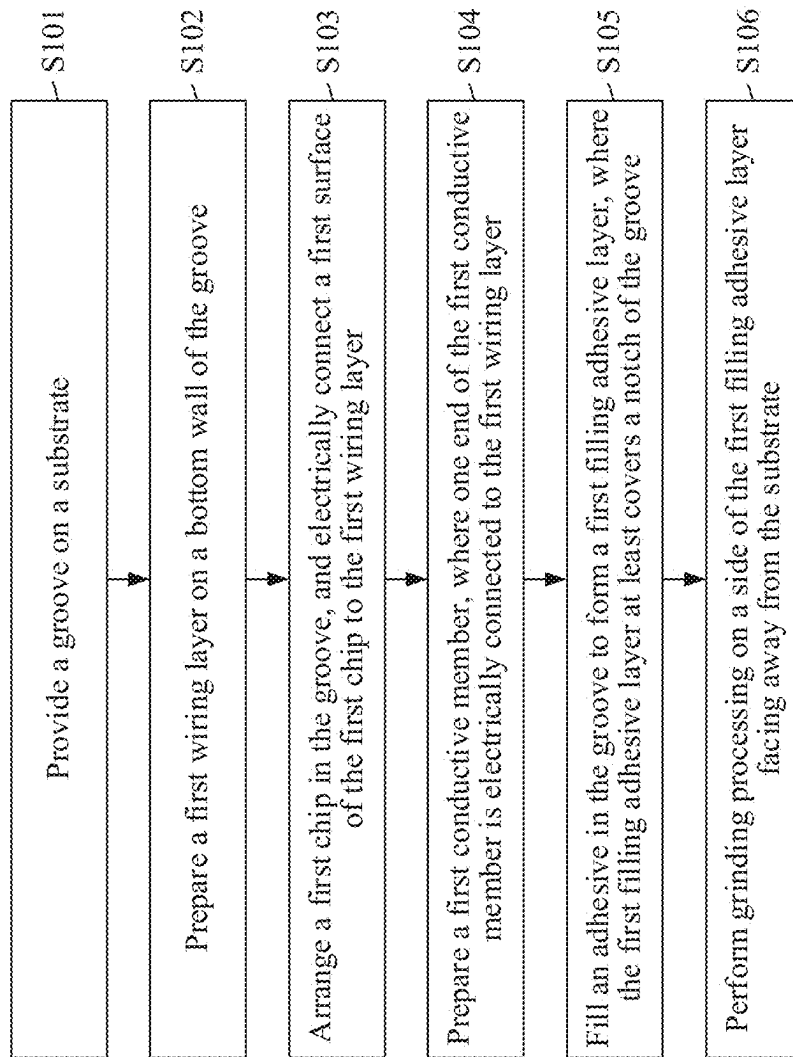 Provide a groove on a substrate
S101
Prepare a first wiring layer on a bottom wall of the groove
S102
Arrange a first chip in the groove, and electrically connect a first surface
of the first chip to the first wiring layer
S103
Prepare a first conductive member, where one end of the first conductive
member is electrically connected to the first wiring layer
S104
Fill an adhesive in the groove to form a first filling adhesive layer, where
the first filling adhesive layer at least covers a notch of the groove
S105
Perform grinding processing on a side of the first filling adhesive layer
facing away from the substrate
S106